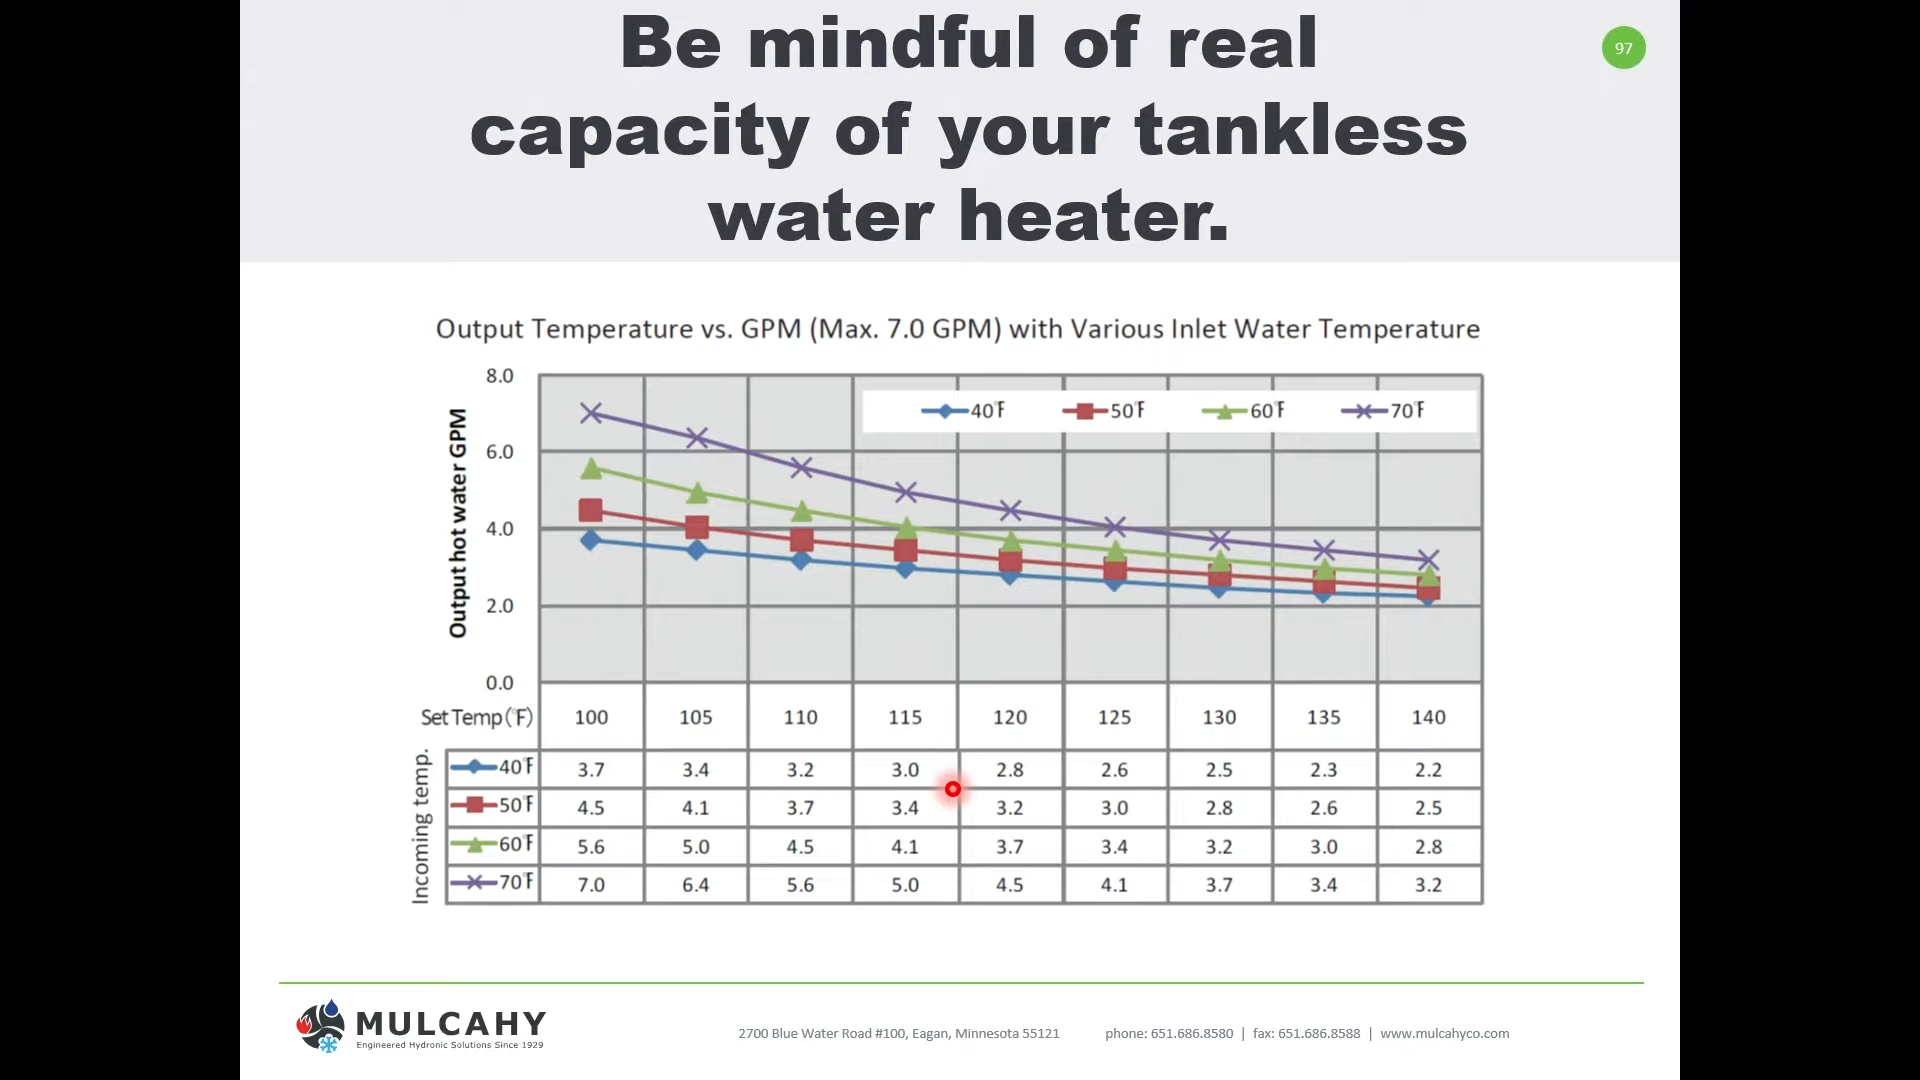 Be mindful of real
97
capacity of your tankless
water heater.
Output Temperature vs. GPM (Max. 7.0 GPM) with Various Inlet Water Temperature
Output hot water GPM
8.0
6.0
4.0
2.0
0.0
40℉ 50℉ 60℉ 70℉
Set Temp(℉) 100 105 110 115 120 125 130 135 140
Incoming temp.
40℉ 3.7 3.4 3.2 3.0 2.8 2.6 2.5 2.3 2.2
50℉ 4.5 4.1 3.7 3.4 3.2 3.0 2.8 2.6 2.5
60℉ 5.6 5.0 4.5 4.1 3.7 3.4 3.2 3.0 2.8
70℉ 7.0 6.4 5.6 5.0 4.5 4.1 3.7 3.4 3.2
MULCAHY
Engineered Hydronic Solutions Since 1929
2700 Blue Water Road #100, Eagan, Minnesota 55121 phone: 651.686.8580 | fax: 651.686.8588 | www.mulcahyco.com